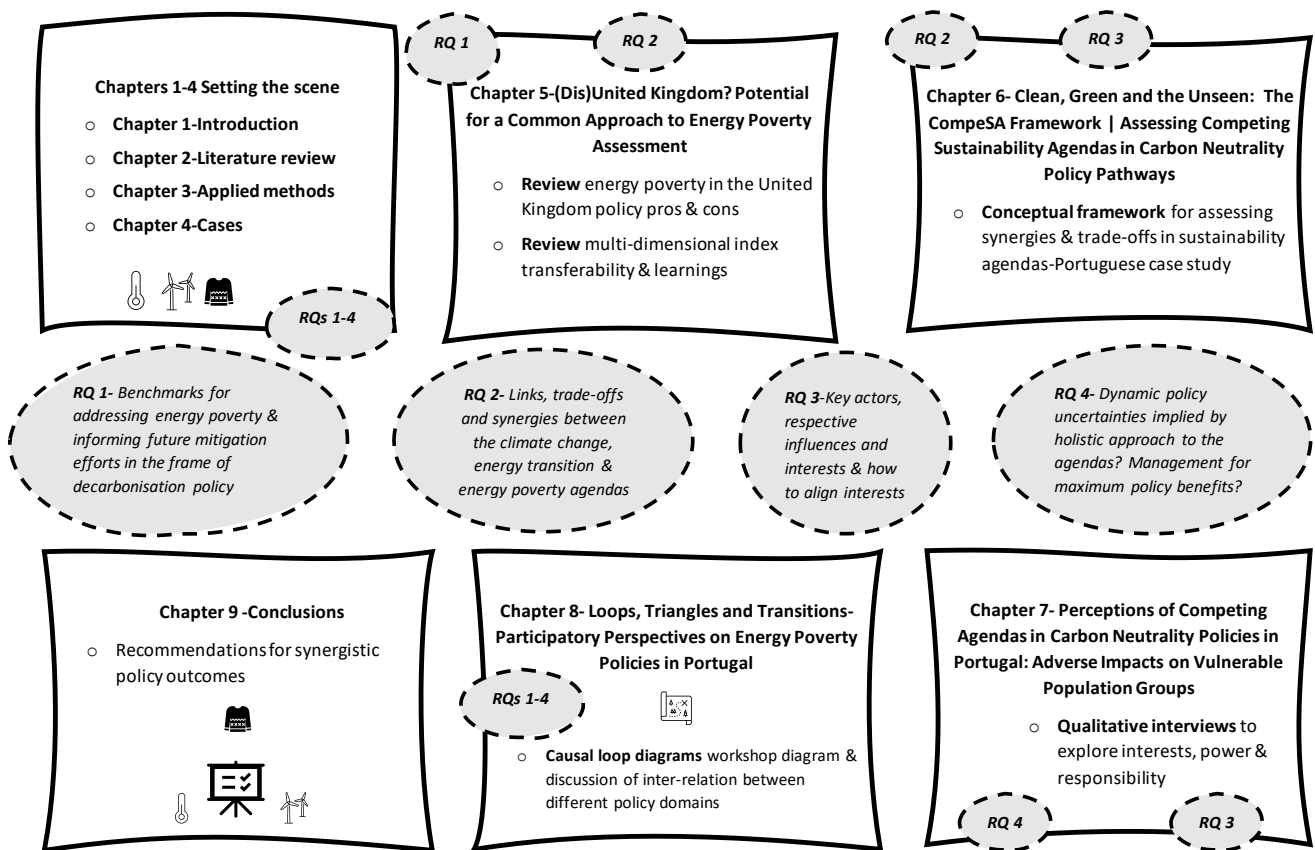 Chapters 1-4 Setting the scene
o Chapter 1-Introduction
o Chapter 2-Literature review
o Chapter 3-Applied methods
o Chapter 4-Cases
RQs 1-4
RQ 1
RQ 2
Chapter 5-(Dis)United Kingdom? Potential
for a Common Approach to Energy Poverty
Assessment
o Review energy poverty in the United
Kingdom policy pros & cons
o Review multi-dimensional index
transferability & learnings
RQ 2
RQ 3
Chapter 6- Clean, Green and the Unseen: The
CompeSA Framework | Assessing Competing
Sustainability Agendas in Carbon Neutrality
Policy Pathways
o Conceptual framework for assessing
synergies & trade-offs in sustainability
agendas-Portuguese case study
RQ 1- Benchmarks for
addressing energy poverty &
informing future mitigation
efforts in the frame of
decarbonisation policy
RQ 2- Links, trade-offs
and synergies between
the climate change,
energy transition &
energy poverty agendas
RQ 3-Key actors,
respective
influences and
interests & how
to align interests
RQ 4- Dynamic policy
uncertainties implied by
holistic approach to the
agendas? Management for
maximum policy benefits?
Chapter 9 -Conclusions
o Recommendations for synergistic
policy outcomes
Chapter 8- Loops, Triangles and Transitions-
Participatory Perspectives on Energy Poverty
Policies in Portugal
RQs 1-4
o Causal loop diagrams workshop diagram &
discussion of inter-relation between
different policy domains
Chapter 7- Perceptions of Competing
Agendas in Carbon Neutrality Policies in
Portugal: Adverse Impacts on Vulnerable
Population Groups
o Qualitative interviews to
explore interests, power &
responsibility
RQ 4
RQ 3